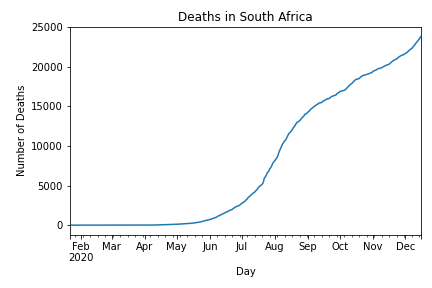 Deaths in South Africa
25000
20000
15000
10000
5000
0
Number of Deaths
Feb Mar Apr May Jun Jul Aug Sep Oct Nov Dec
2020
Day